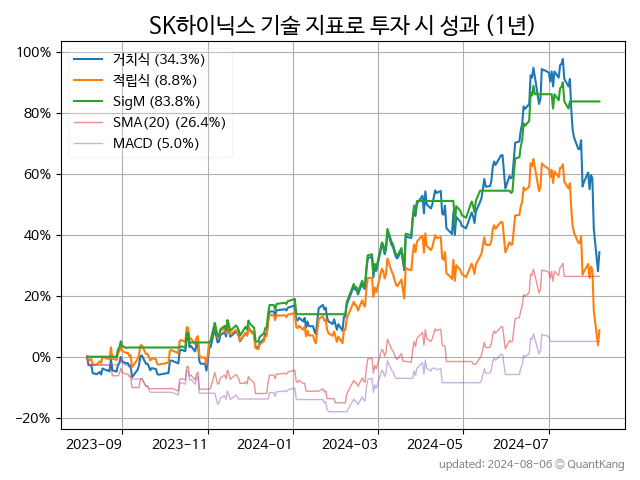 SK하이닉스 기술 지표로 투자 시 성과 (1년)
100%
80%
60%
40%
20%
0%
−20%
거치식 (34.3%)
적립식 (8.8%)
SigM (83.8%)
SMA(20) (26.4%)
MACD (5.0%)
2023-09
2023-11
2024-01
2024-03
2024-05
2024-07
updated: 2024-08-06 © QuantKang